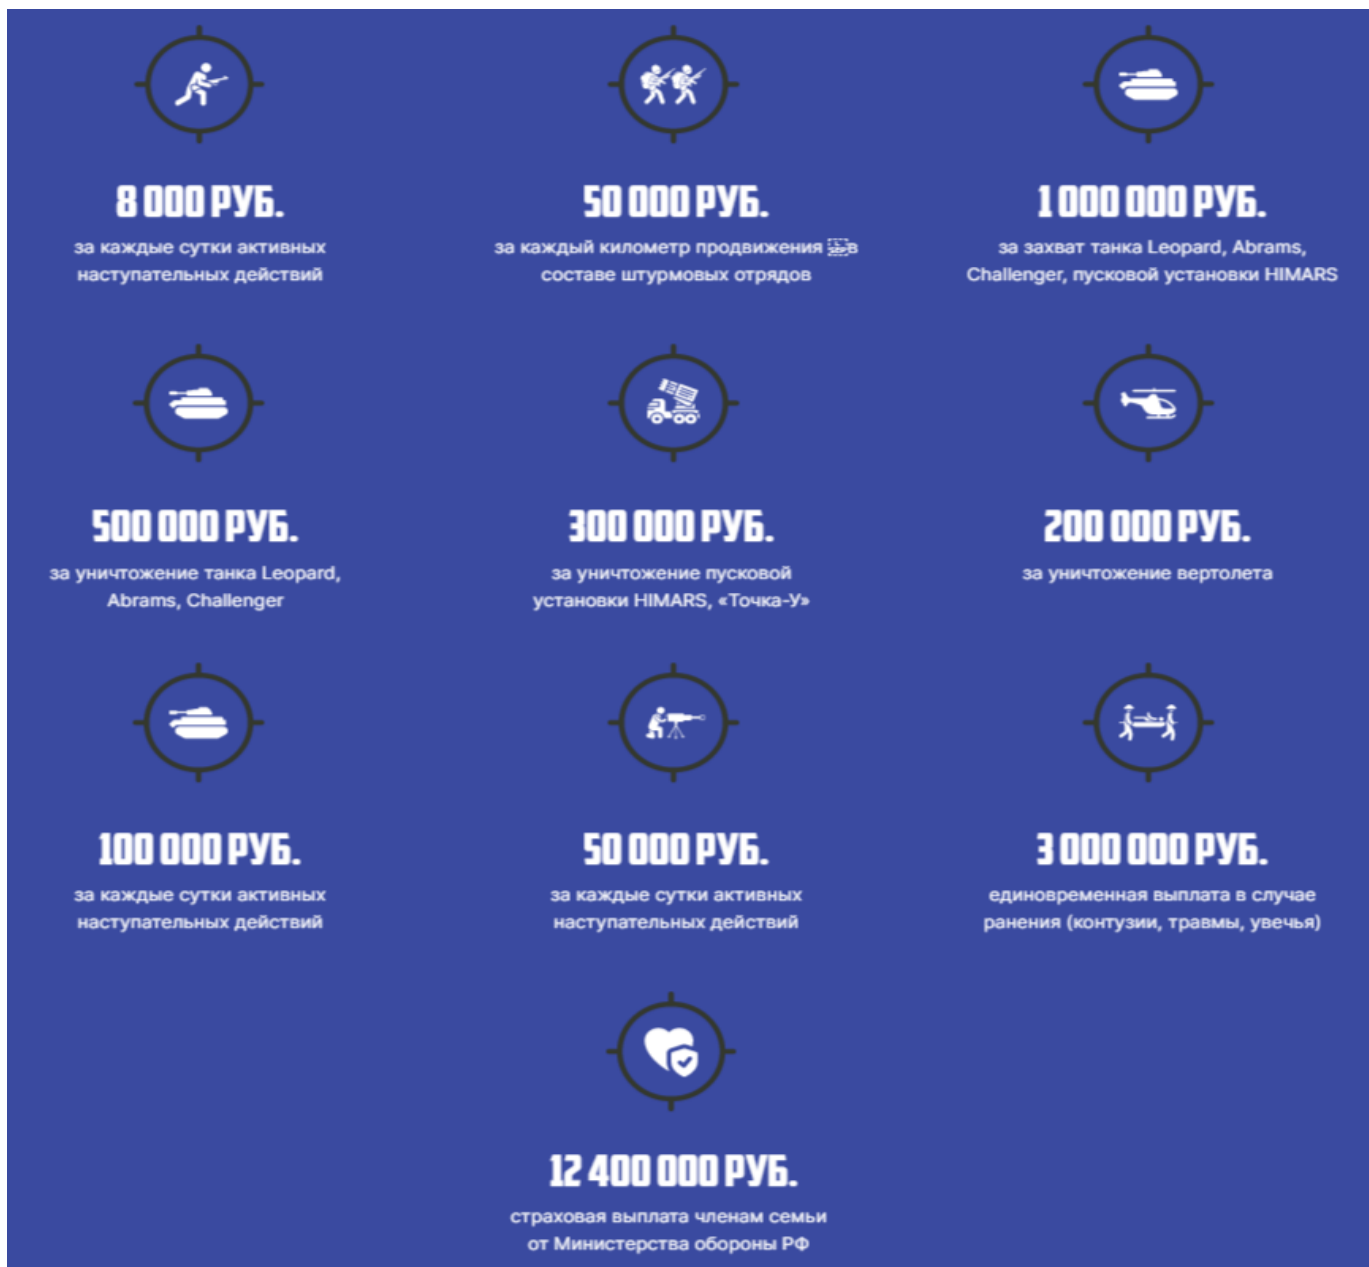 8 000 РУБ.
за каждые сутки активных
наступательных действий
50 000 РУБ.
за каждый километр продвижения в
составе штурмовых отрядов
1 000 000 РУБ.
за захват танка Leopard, Abrams,
Challenger, пусковой установки HIMARS
500 000 РУБ.
за уничтожение танка Leopard,
Abrams, Challenger
300 000 РУБ.
за уничтожение пусковой
установки HIMARS, «Точка-У»
200 000 РУБ.
за уничтожение вертолета
100 000 РУБ.
за каждые сутки активных
наступательных действий
50 000 РУБ.
за каждые сутки активных
наступательных действий
3 000 000 РУБ.
единовременная выплата в случае
ранения (контузии, травмы, увечья)
12 400 000 РУБ.
страховая выплата членам семьи
от Министерства обороны РФ